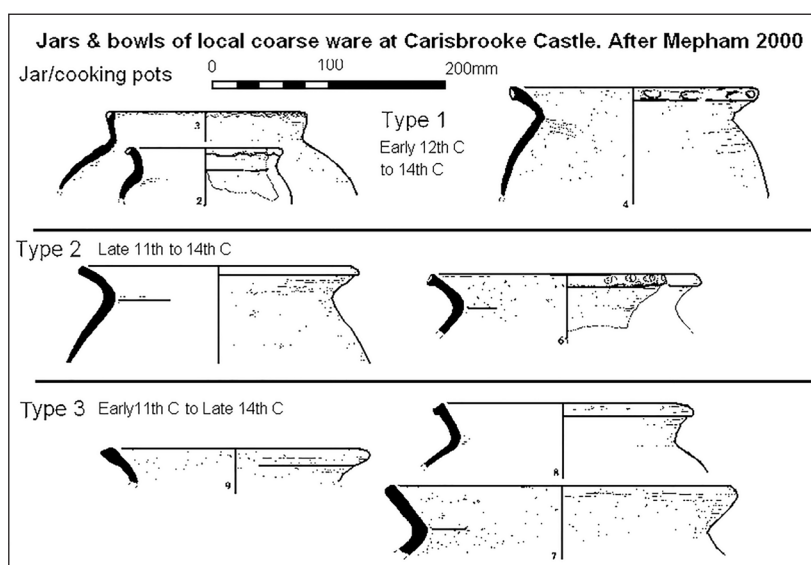 Jars & bowls of local coarse ware at Carisbrooke Castle. After Mepham 2000
Jar/cooking pots
0 100 200mm
Type 1
Early 12th C
to 14th C
3
2
4
Type 2 Late 11th to 14th C
6
Type 3 Early11th C to Late 14th C
8
9
7